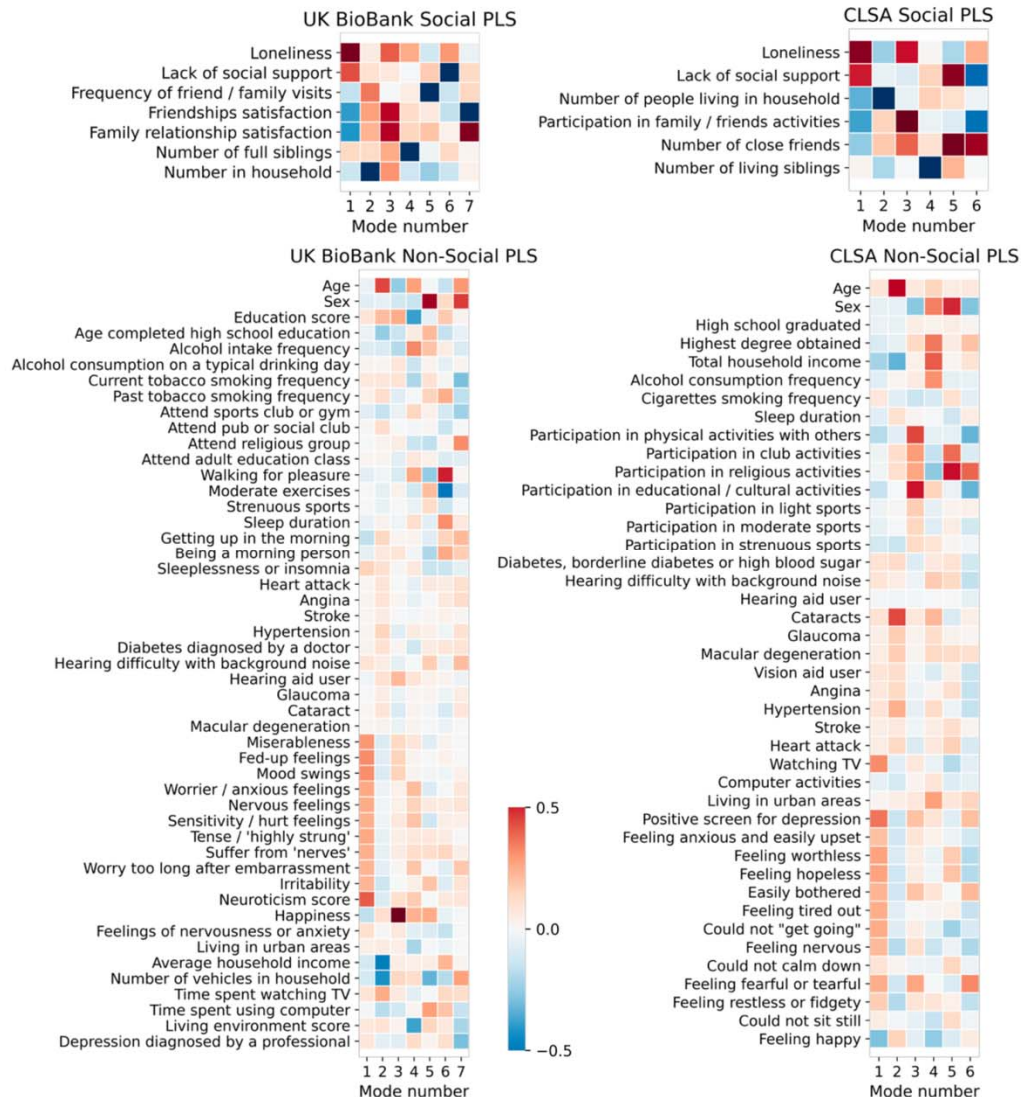 UK BioBank Social PLS
Loneliness
Lack of social support
Frequency of friend / family visits
Friendships satisfaction
Family relationship satisfaction
Number of full siblings
Number in household
1 2 3 4 5 6 7
Mode number
CLSA Social PLS
Loneliness
Lack of social support
Number of people living in household
Participation in family / friends activities
Number of close friends
Number of living siblings
1 2 3 4 5 6
Mode number
UK BioBank Non-Social PLS
Age
Sex
Education score
Age completed high school education
Alcohol intake frequency
Alcohol consumption on a typical drinking day
Current tobacco smoking frequency
Past tobacco smoking frequency
Attend sports club or gym
Attend pub or social club
Attend religious group
Attend adult education class
Walking for pleasure
Moderate exercises
Strenuous sports
Sleep duration
Getting up in the morning
Being a morning person
Sleeplessness or insomnia
Heart attack
Angina
Stroke
Hypertension
Diabetes diagnosed by a doctor
Hearing difficulty with background noise
Hearing aid user
Glaucoma
Cataract
Macular degeneration
Miserableness
Fed-up feelings
Mood swings
Worrier / anxious feelings
Nervous feelings
Sensitivity / hurt feelings
Tense / 'highly strung'
Suffer from 'nerves'
Worry too long after embarrassment
Irritability
Neuroticism score
Happiness
Feelings of nervousness or anxiety
Living in urban areas
Average household income
Number of vehicles in household
Time spent watching TV
Time spent using computer
Living environment score
Depression diagnosed by a professional
1 2 3 4 5 6 7
Mode number
0.5
0.0
−0.5
CLSA Non-Social PLS
Age
Sex
High school graduated
Highest degree obtained
Total household income
Alcohol consumption frequency
Cigarettes smoking frequency
Sleep duration
Participation in physical activities with others
Participation in club activities
Participation in religious activities
Participation in educational / cultural activities
Participation in light sports
Participation in moderate sports
Participation in strenuous sports
Diabetes, borderline diabetes or high blood sugar
Hearing difficulty with background noise
Hearing aid user
Cataracts
Glaucoma
Macular degeneration
Vision aid user
Angina
Hypertension
Stroke
Heart attack
Watching TV
Computer activities
Living in urban areas
Positive screen for depression
Feeling anxious and easily upset
Feeling worthless
Feeling hopeless
Easily bothered
Feeling tired out
Could not "get going"
Feeling nervous
Could not calm down
Feeling fearful or tearful
Feeling restless or fidgety
Could not sit still
Feeling happy
1 2 3 4 5 6
Mode number